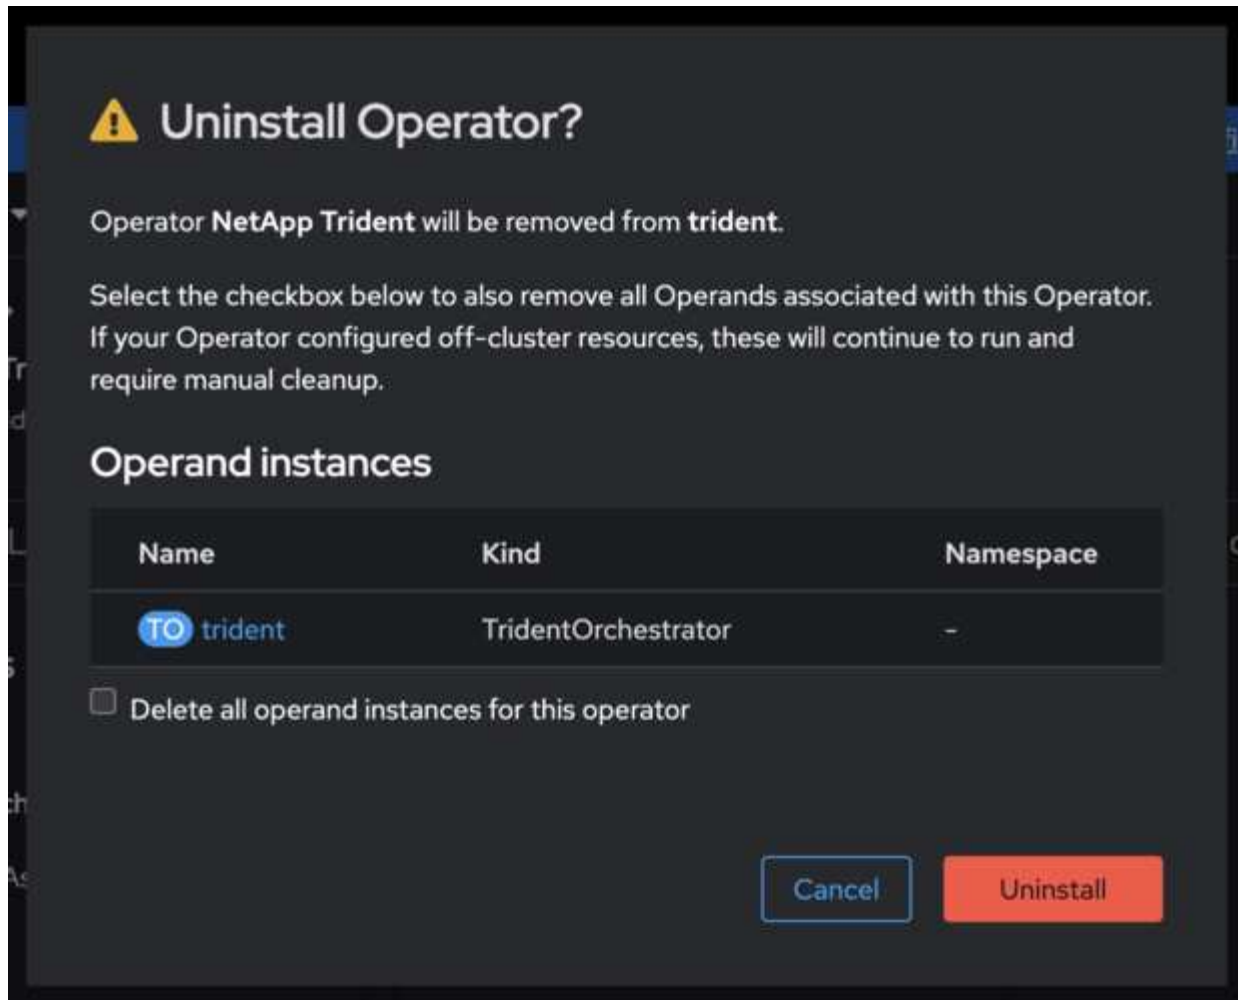 Uninstall Operator?
Operator NetApp Trident will be removed from trident.
Select the checkbox below to also remove all Operands associated with this Operator.
If your Operator configured off-cluster resources, these will continue to run and
require manual cleanup.
Operand instances
Name Kind Namespace
TO trident TridentOrchestrator -
Delete all operand instances for this operator
Cancel Uninstall